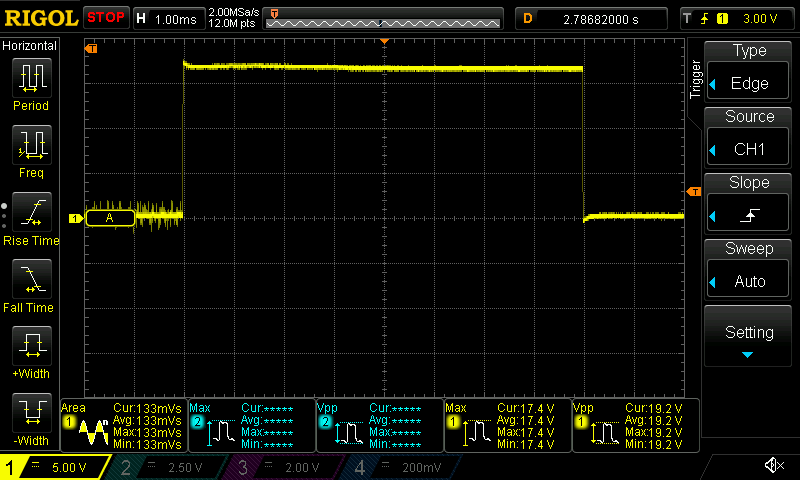 RIGOL STOP H 1.00ms 2.00MSa/s D 2.78682000 s T 1 3.00 V
12.0M pts
T
Horizontal
Period
Freq
Rise Time
Fall Time
+Width
-Width
T
1 A
T
Trigger
Type
Edge
Source
CH1
Slope
Sweep
Auto
Setting
Area
1
n
Cur:133mVs
Avg:133mVs
Max:133mVs
Min:133mVs
Max
2
Cur:*****
Avg:*****
Max:*****
Min:*****
Vpp
2
Cur:*****
Avg:*****
Max:*****
Min:*****
Max
1
Cur:17.4 V
Avg:17.4 V
Max:17.4 V
Min:17.4 V
Vpp
1
Cur:19.2 V
Avg:19.2 V
Max:19.2 V
Min:19.2 V
1 5.00 V 2 2.50 V 3 2.00 V 4 200mV